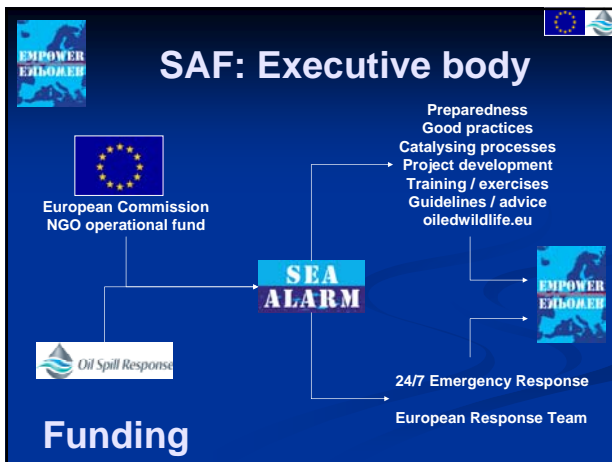 EMPOWER
EMPOWER
SAF: Executive body
Preparedness
Good practices
Catalysing processes
Project development
Training / exercises
Guidelines / advice
oiledwildlife.eu
European Commission
NGO operational fund
SEA
ALARM
EMPOWER
EMPOWER
Oil Spill Response
24/7 Emergency Response
European Response Team
Funding